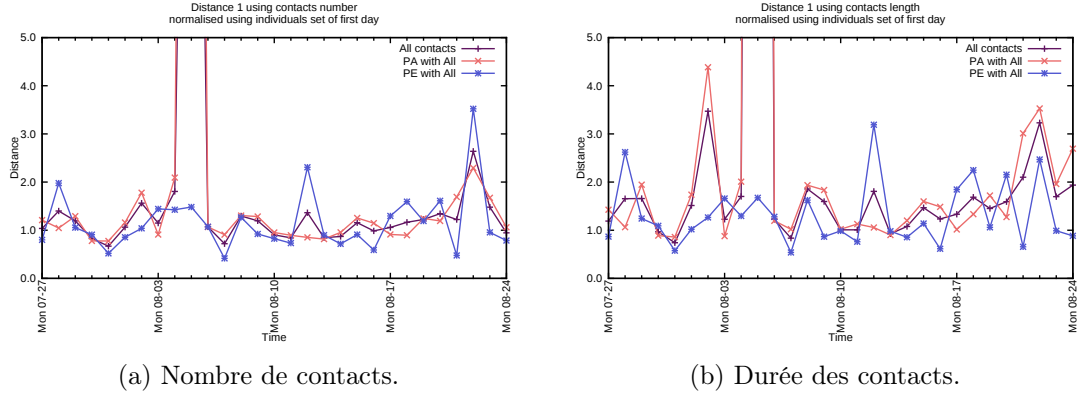 Distance 1 using contacts number
normalised using individuals set of first day
5.0
4.0
3.0
2.0
1.0
0.0
Distance
All contacts
PA with All
PE with All
Mon 07-27
Mon 08-03
Mon 08-10
Mon 08-17
Mon 08-24
Time
(a) Nombre de contacts.
Distance 1 using contacts length
normalised using individuals set of first day
5.0
4.0
3.0
2.0
1.0
0.0
Distance
All contacts
PA with All
PE with All
Mon 07-27
Mon 08-03
Mon 08-10
Mon 08-17
Mon 08-24
Time
(b) Durée des contacts.